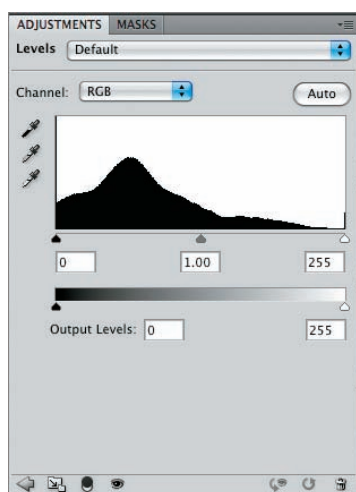 ADJUSTMENTS MASKS
Levels Default
Channel: RGB Auto
0 1.00 255
Output Levels: 0 255